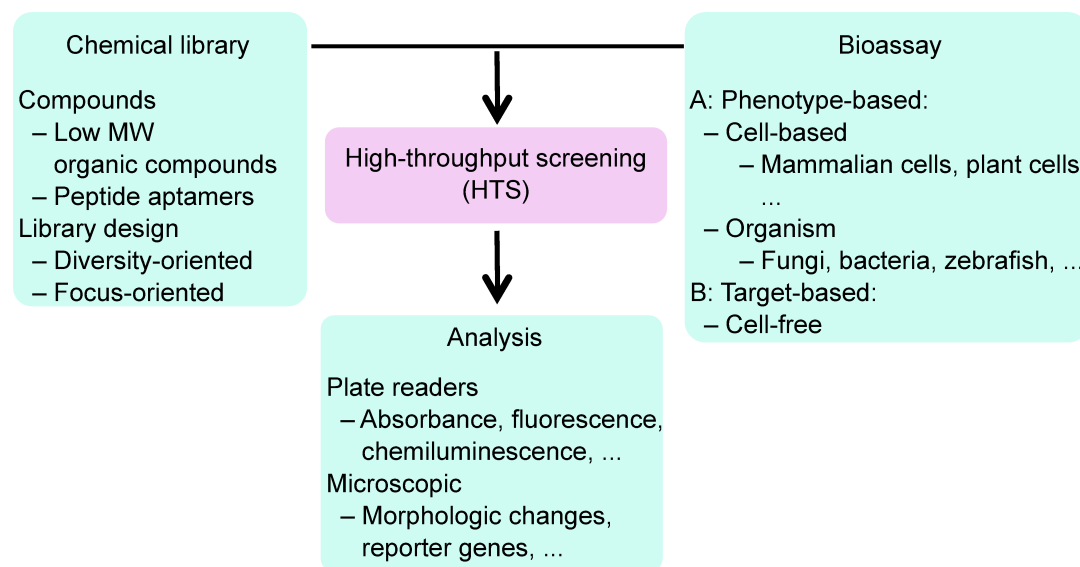 Chemical library
Compounds
– Low MW
organic compounds
– Peptide aptamers
Library design
– Diversity-oriented
– Focus-oriented
High-throughput screening
(HTS)
Bioassay
A: Phenotype-based:
– Cell-based
– Mammalian cells, plant cells
...
– Organism
– Fungi, bacteria, zebrafish, ...
B: Target-based:
– Cell-free
Analysis
Plate readers
– Absorbance, fluorescence,
chemiluminescence, ...
Microscopic
– Morphologic changes,
reporter genes, ...